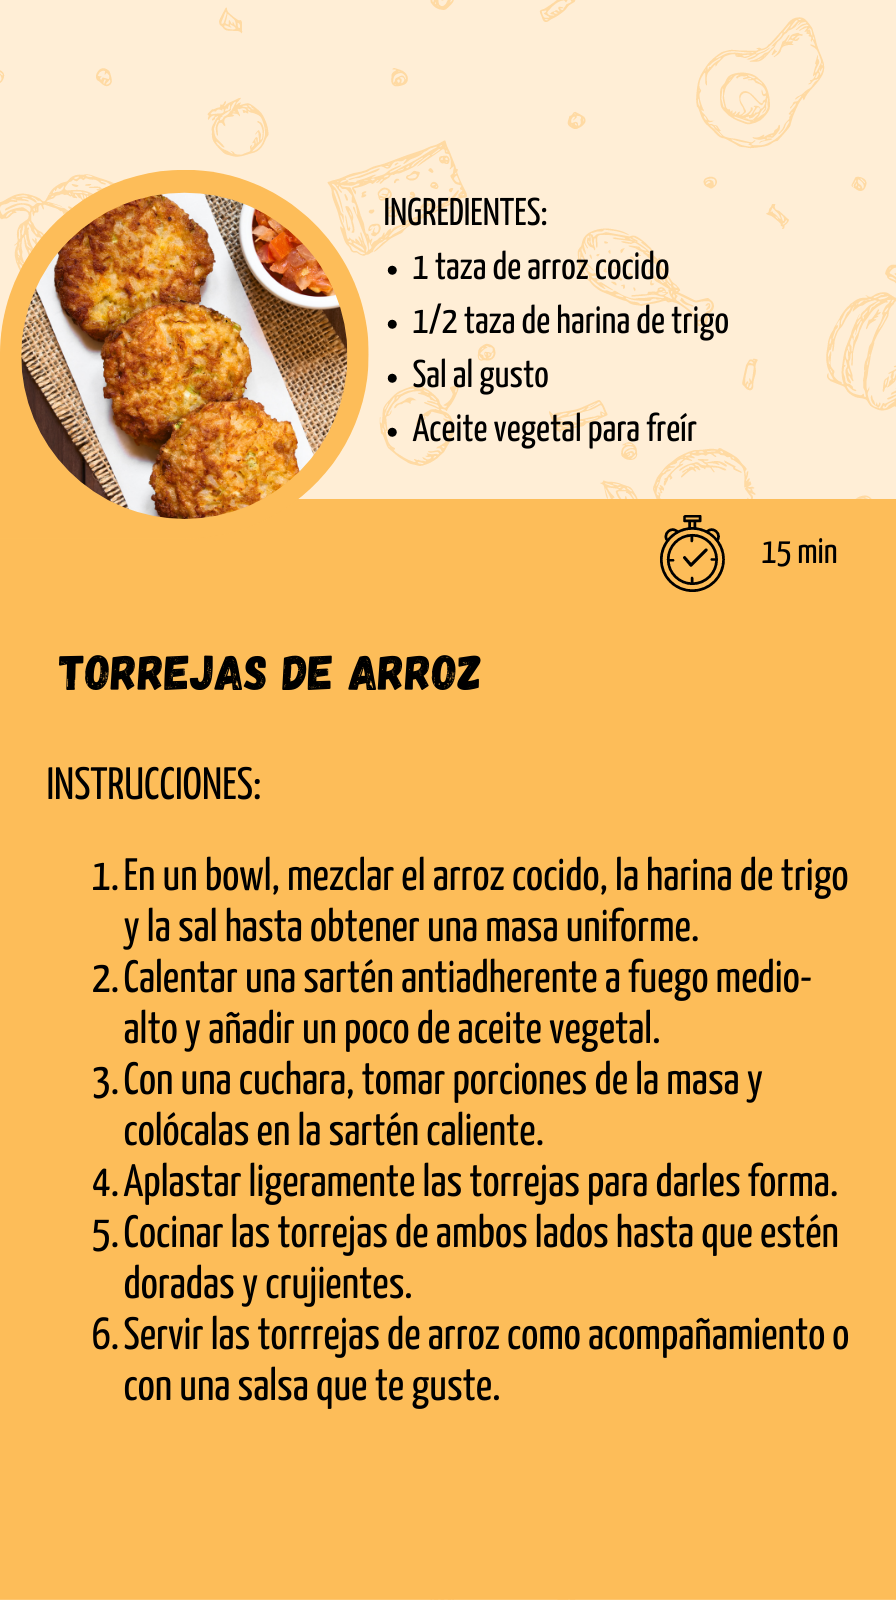 INGREDIENTES:
• 1 taza de arroz cocido
• 1/2 taza de harina de trigo
• Sal al gusto
• Aceite vegetal para freír
15 min
TORREJAS DE ARROZ
INSTRUCCIONES:
1. En un bowl, mezclar el arroz cocido, la harina de trigo
y la sal hasta obtener una masa uniforme.
2. Calentar una sartén antiadherente a fuego medio-
alto y añadir un poco de aceite vegetal.
3. Con una cuchara, tomar porciones de la masa y
colócalas en la sartén caliente.
4. Aplastar ligeramente las torrejas para darles forma.
5. Cocinar las torrejas de ambos lados hasta que estén
doradas y crujientes.
6. Servir las torrrejas de arroz como acompañamiento o
con una salsa que te guste.